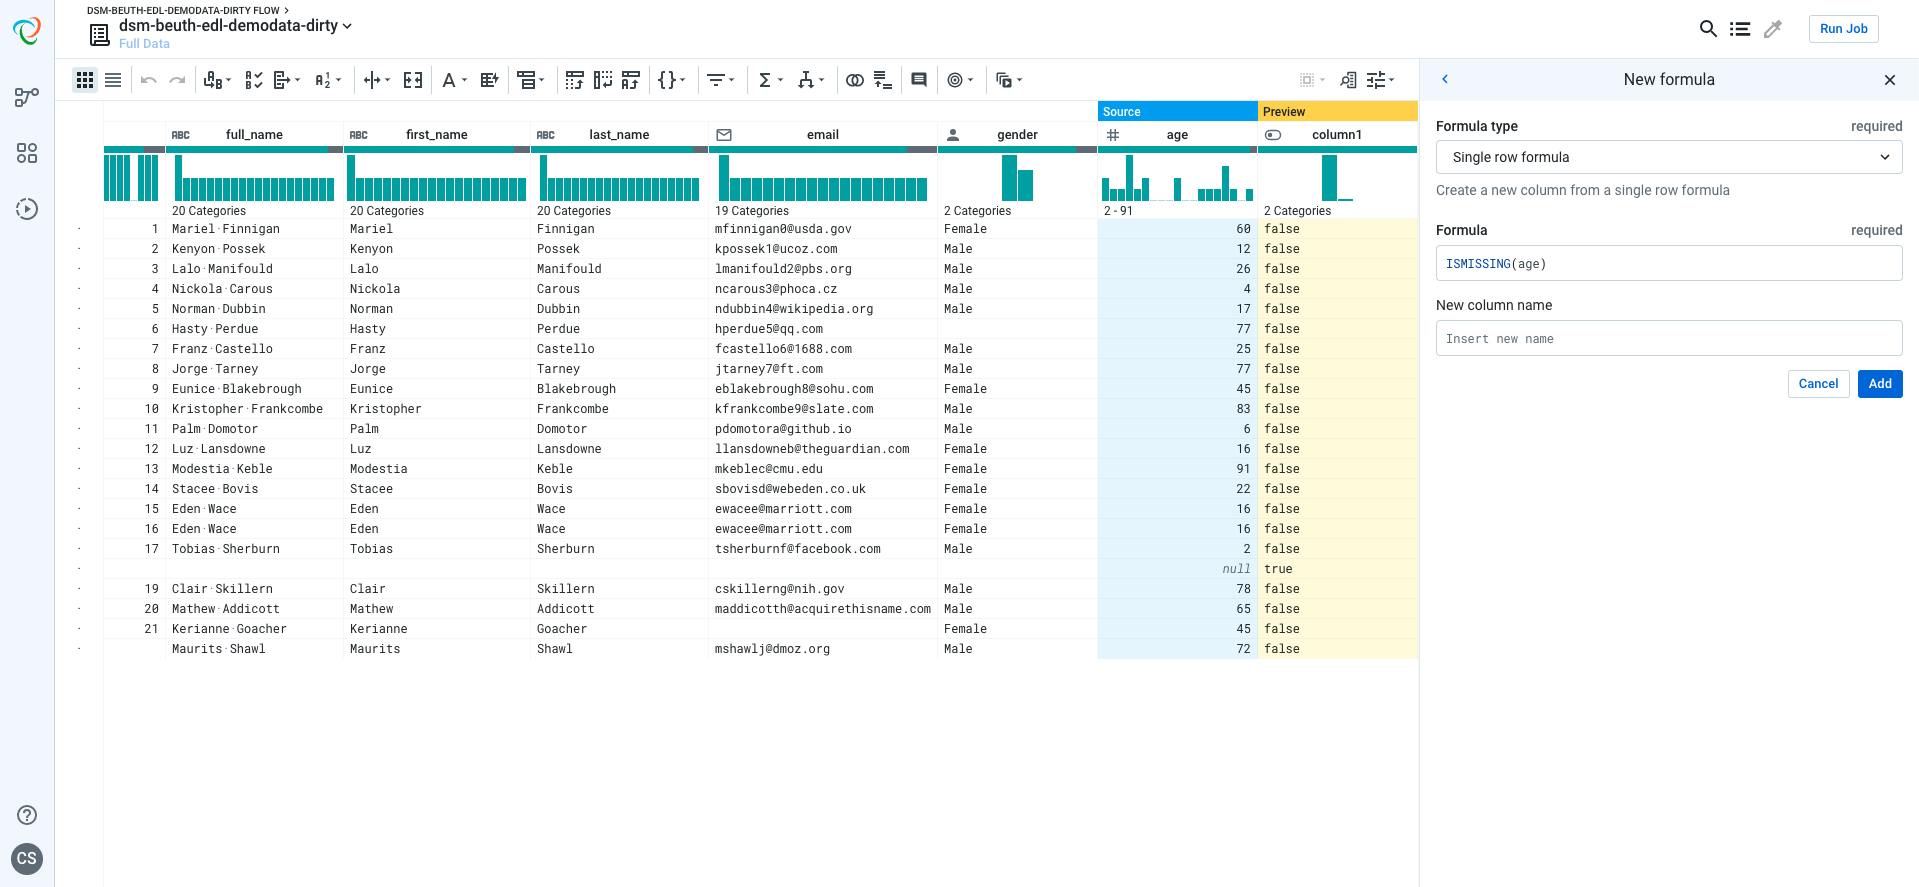 DSM-BEUTH-EDL-DEMODATA-DIRTY FLOW
dsm-beuth-edl-demodata-dirty
Full Data
Run Job
Source
Preview
ABC full_name
ABC first_name
ABC last_name
email
gender
# age
column1
20 Categories
20 Categories
20 Categories
19 Categories
2 Categories
2 - 91
2 Categories
1 Mariel·Finnigan Mariel Finnigan mfinnigan0@usda.gov Female 60 false
2 Kenyon·Possek Kenyon Possek kpossek1@ucoz.com Male 12 false
3 Lalo·Manifould Lalo Manifould lmanifould2@pbs.org Male 26 false
4 Nickola·Carous Nickola Carous ncarous3@phoca.cz Male 4 false
5 Norman·Dubbin Norman Dubbin ndubbin4@wikipedia.org Male 17 false
6 Hasty·Perdue Hasty Perdue hperdue5@qq.com 77 false
7 Franz·Castello Franz Castello fcastello6@1688.com Male 25 false
8 Jorge·Tarney Jorge Tarney jtarney7@ft.com Male 77 false
9 Eunice·Blakebrough Eunice Blakebrough eblakebrough8@sohu.com Female 45 false
10 Kristopher·Frankcombe Kristopher Frankcombe kfrankcombe9@slate.com Male 83 false
11 Palm·Domotor Palm Domotor pdomotora@github.io Male 6 false
12 Luz·Lansdowne Luz Lansdowne llansdowneb@theguardian.com Female 16 false
13 Modestia·Keble Modestia Keble mkeblec@cmu.edu Female 91 false
14 Stacee·Bovis Stacee Bovis sbovisd@webeden.co.uk Female 22 false
15 Eden·Wace Eden Wace ewacee@marriott.com Female 16 false
16 Eden·Wace Eden Wace ewacee@marriott.com Female 16 false
17 Tobias·Sherburn Tobias Sherburn tsherburnf@facebook.com Male 2 false
null true
19 Clair·Skillern Clair Skillern cskillerng@nih.gov Male 78 false
20 Mathew·Addicott Mathew Addicott maddicotth@acquirethisname.com Male 65 false
21 Kerianne·Goacher Kerianne Goacher Female 45 false
Maurits·Shawl Maurits Shawl mshawlj@dmoz.org Male 72 false
New formula
Formula type required
Single row formula
Create a new column from a single row formula
Formula required
ISMISSING(age)
New column name
Insert new name
Cancel
Add
CS